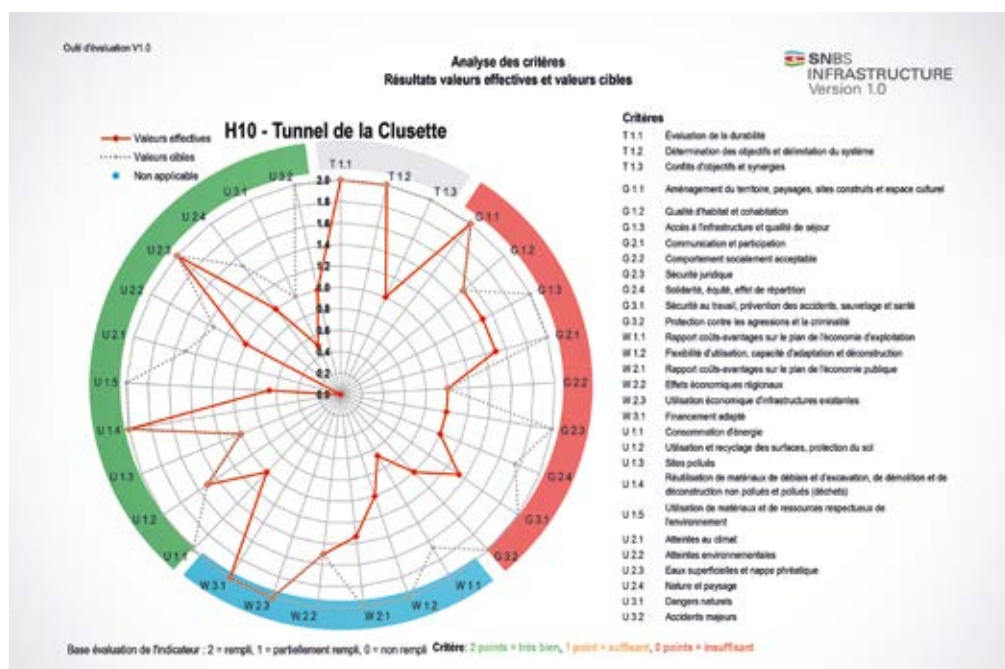 Outil d'évaluation V1.0
Analyse des critères
Résultats valeurs effectives et valeurs cibles
SNBS
INFRASTRUCTURE
Version 1.0
H10 - Tunnel de la Clusette
Valeurs effectives
Valeurs cibles
Non applicable
T 1.1
T 1.2
T 1.3
G 1.1
G 1.2
G 1.3
G 2.1
G 2.2
G 2.3
G 2.4
G 3.1
G 3.2
W 1.1
W 1.2
W 2.1
W 2.2
W 2.3
W 3.1
U 1.1
U 1.2
U 1.3
U 1.4
U 1.5
U 2.1
U 2.2
U 2.3
U 2.4
U 3.1
U 3.2
2.0
1.8
1.6
1.4
1.2
1.0
0.8
0.6
0.4
0.2
0.0
Critères
T 1.1 Évaluation de la durabilité
T 1.2 Détermination des objectifs et délimitation du système
T 1.3 Conflits d'objectifs et synergies
G 1.1 Aménagement du territoire, paysages, sites construits et espace culturel
G 1.2 Qualité d'habitat et cohabitation
G 1.3 Accès à l'infrastructure et qualité de séjour
G 2.1 Communication et participation
G 2.2 Comportement socialement acceptable
G 2.3 Sécurité juridique
G 2.4 Solidarité, équité, effet de répartition
G 3.1 Sécurité au travail, prévention des accidents, sauvetage et santé
G 3.2 Protection contre les agressions et la criminalité
W 1.1 Rapport coûts-avantages sur le plan de l'économie d'exploitation
W 1.2 Flexibilité d'utilisation, capacité d'adaptation et déconstruction
W 2.1 Rapport coûts-avantages sur le plan de l'économie publique
W 2.2 Effets économiques régionaux
W 2.3 Utilisation économique d'infrastructures existantes
W 3.1 Financement adapté
U 1.1 Consommation d'énergie
U 1.2 Utilisation et recyclage des surfaces, protection du sol
U 1.3 Sites pollués
U 1.4 Réutilisation de matériaux de déblais et d'excavation, de démolition et de
déconstruction non pollués et pollués (déchets)
U 1.5 Utilisation de matériaux et de ressources respectueux de
l'environnement
U 2.1 Atteintes au climat
U 2.2 Atteintes environnementales
U 2.3 Eaux superficielles et nappe phréatique
U 2.4 Nature et paysage
U 3.1 Dangers naturels
U 3.2 Accidents majeurs
Base évaluation de l'indicateur : 2 = rempli, 1 = partiellement rempli, 0 = non rempli Critère: 2 points = très bien, 1 point = suffisant, 0 points = insuffisant